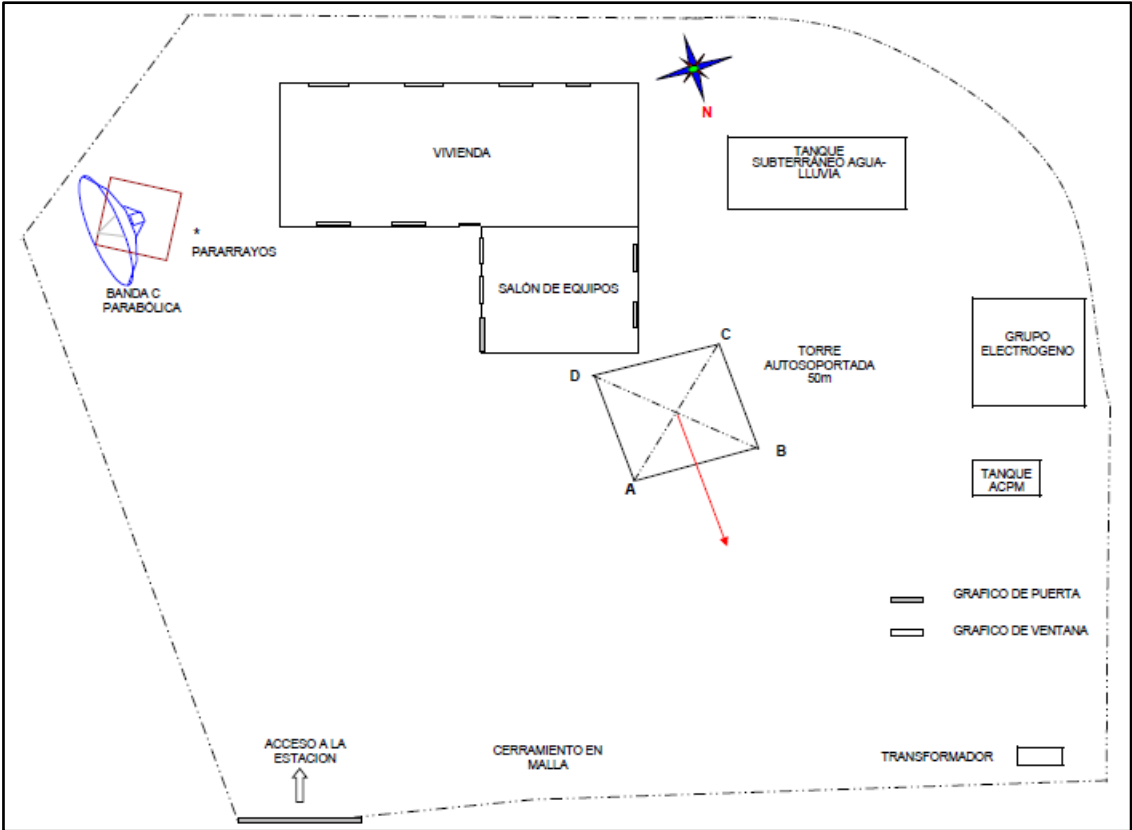 N
VIVIENDA
TANQUE
SUBTERRÁNEO AGUA-
LLUVIA
*
PARARRAYOS
BANDA C
PARABÓLICA
SALÓN DE EQUIPOS
GRUPO
ELECTROGENO
C
TORRE
AUTOSOPORTADA
50m
D
B
A
TANQUE
ACPM
GRAFICO DE PUERTA
GRAFICO DE VENTANA
ACCESO A LA
ESTACION
CERRAMIENTO EN
MALLA
TRANSFORMADOR